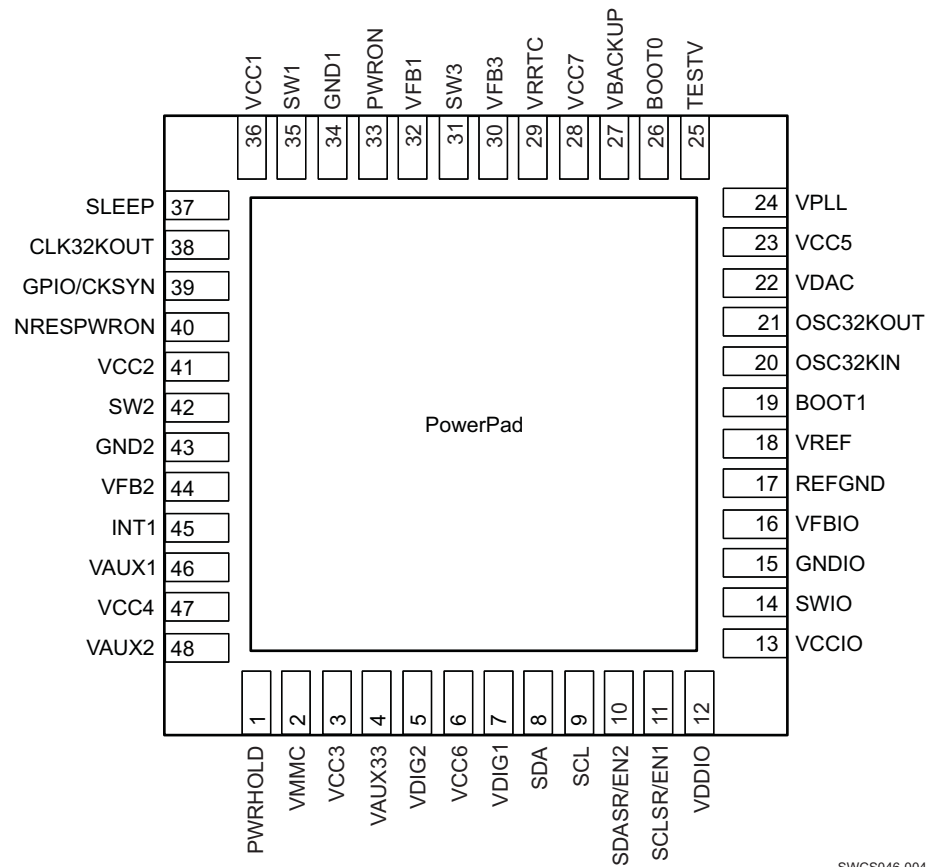 VCC1
SW1
GND1
PWRON
VFB1
SW3
VFB3
VRRTC
VCC7
VBACKUP
BOOT0
TESTV
36
35
34
33
32
31
30
29
28
27
26
25
SLEEP 37
CLK32KOUT 38
GPIO/CKSYN 39
NRESPWRON 40
VCC2 41
SW2 42
GND2 43
VFB2 44
INT1 45
VAUX1 46
VCC4 47
VAUX2 48
PowerPad
24 VPLL
23 VCC5
22 VDAC
21 OSC32KOUT
20 OSC32KIN
19 BOOT1
18 VREF
17 REFGND
16 VFBIO
15 GNDIO
14 SWIO
13 VCCIO
1
2
3
4
5
6
7
8
9
10
11
12
PWRHOLD
VMMC
VCC3
VAUX33
VDIG2
VCC6
VDIG1
SDA
SCL
SDASR/EN2
SCLSR/EN1
VDDIO
SWCS046-004